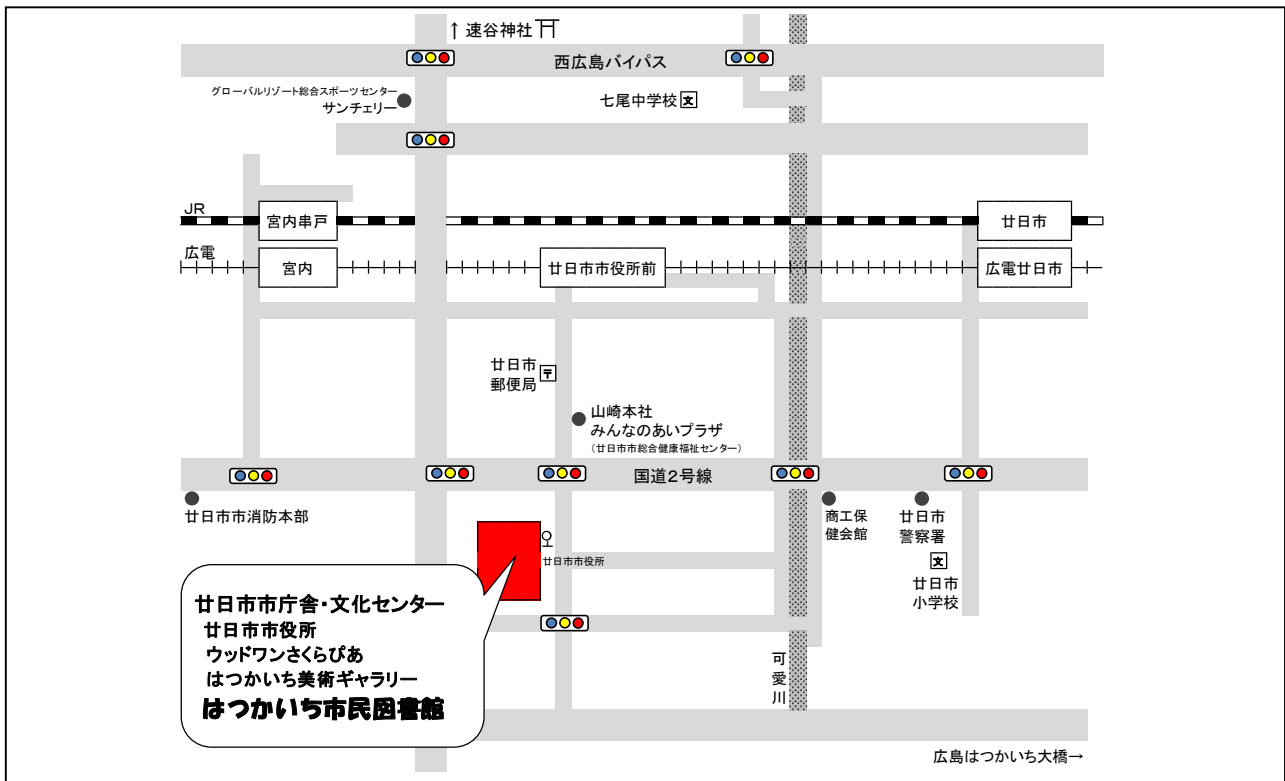 ↑ 速谷神社
西広島バイパス
グローバルリゾート総合スポーツセンター
サンチェリー
七尾中学校 文
JR
宮内串戸
廿日市
広電
宮内
廿日市市役所前
広電廿日市
廿日市
郵便局 〒
山崎本社
みんなのあいプラザ
(廿日市市総合健康福祉センター)
国道2号線
廿日市市消防本部
商工保
健会館
廿日市
警察署
文
廿日市
小学校
廿日市市役所
廿日市市庁舎・文化センター
廿日市市役所
ウッドワンさくらぴあ
はつかいち美術ギャラリー
はつかいち市民図書館
可愛川
広島はつかいち大橋→